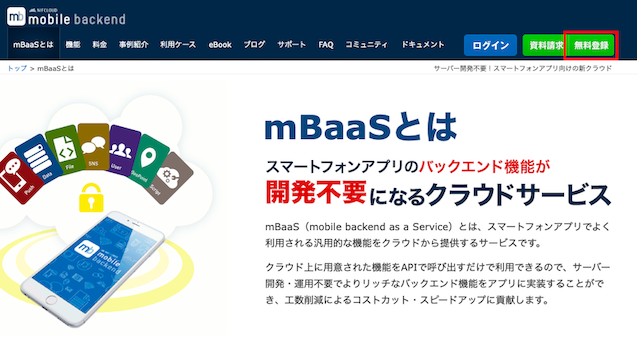 NIFCLOUD
mb mobile backend
mBaaSとは 機能 料金 事例紹介 利用ケース eBook ブログ サポート FAQ コミュニティ ドキュメント ログイン 資料請求 無料登録
トップ > mBaaSとは サーバー開発不要！スマートフォンアプリ向けの新クラウド
mBaaSとは
スマートフォンアプリのバックエンド機能が
開発不要になるクラウドサービス
mBaaS（mobile backend as a Service）とは、スマートフォンアプリでよく
利用される汎用的な機能をクラウドから提供するサービスです。
クラウド上に用意された機能をAPIで呼び出すだけで利用できるので、サーバー
開発・運用不要でよりリッチなバックエンド機能をアプリに実装することがで
き、工数削減によるコストカット・スピードアップに貢献します。
Push
Data
File
SNS
User
GeoPoint
Script
mb
mobile
backend